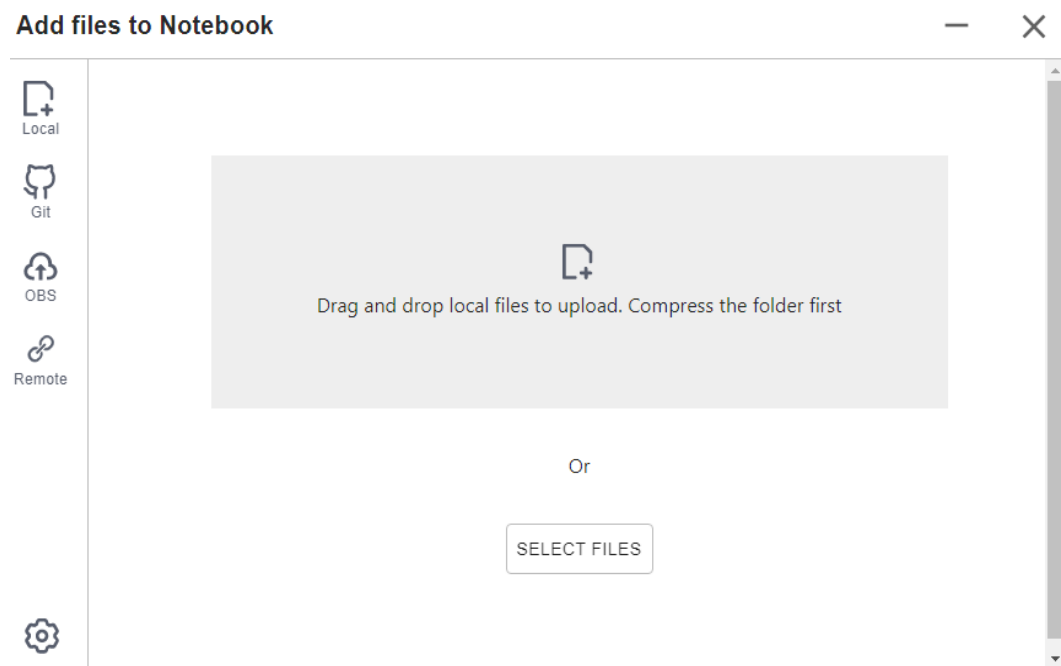 Add files to Notebook
Local
Git
OBS
Remote
Drag and drop local files to upload. Compress the folder first
Or
SELECT FILES